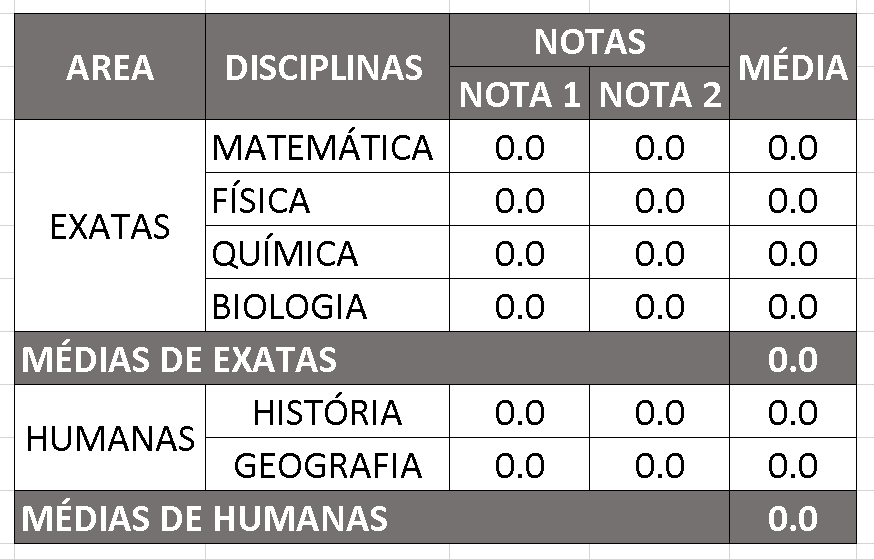 AREA DISCIPLINAS NOTAS MÉDIA
NOTA 1 NOTA 2
EXATAS
MATEMÁTICA 0.0 0.0 0.0
FÍSICA 0.0 0.0 0.0
QUÍMICA 0.0 0.0 0.0
BIOLOGIA 0.0 0.0 0.0
MÉDIAS DE EXATAS 0.0
HUMANAS
HISTÓRIA 0.0 0.0 0.0
GEOGRAFIA 0.0 0.0 0.0
MÉDIAS DE HUMANAS 0.0